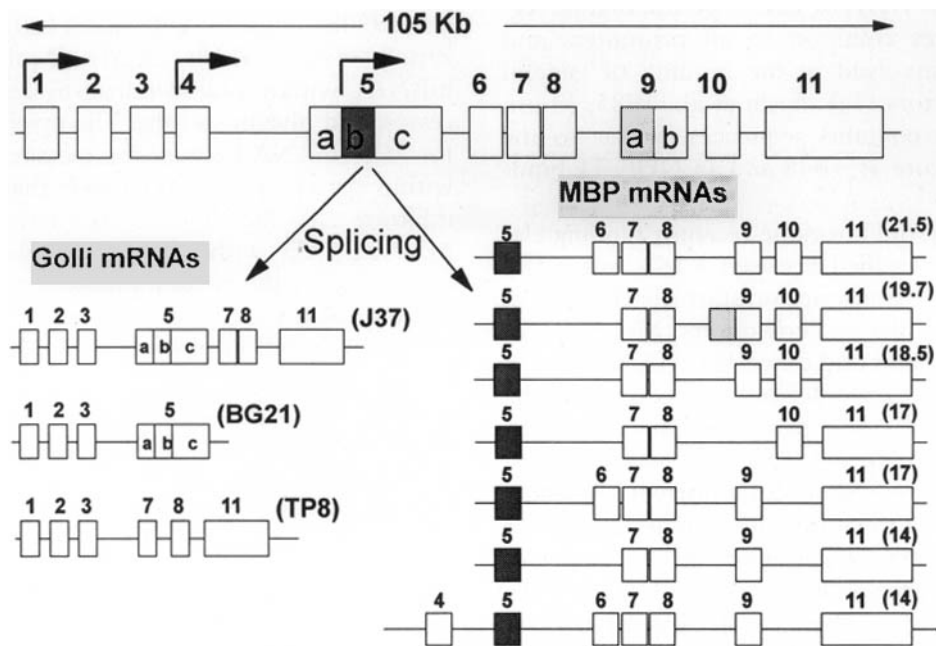 105 Kb
1 2 3 4 5 6 7 8 9 10 11
a b c a b
MBP mRNAs
Splicing
Golli mRNAs
5 6 7 8 9 10 11 (21.5)
5 7 8 9 10 11 (19.7)
1 2 3 5 7 8 11 (J37)
a b c
5 7 8 9 10 11 (18.5)
1 2 3 5 (BG21)
a b c
5 7 8 10 11 (17)
5 6 7 8 9 11 (17)
1 2 3 7 8 11 (TP8)
5 7 8 9 11 (14)
4 5 6 7 8 9 11 (14)